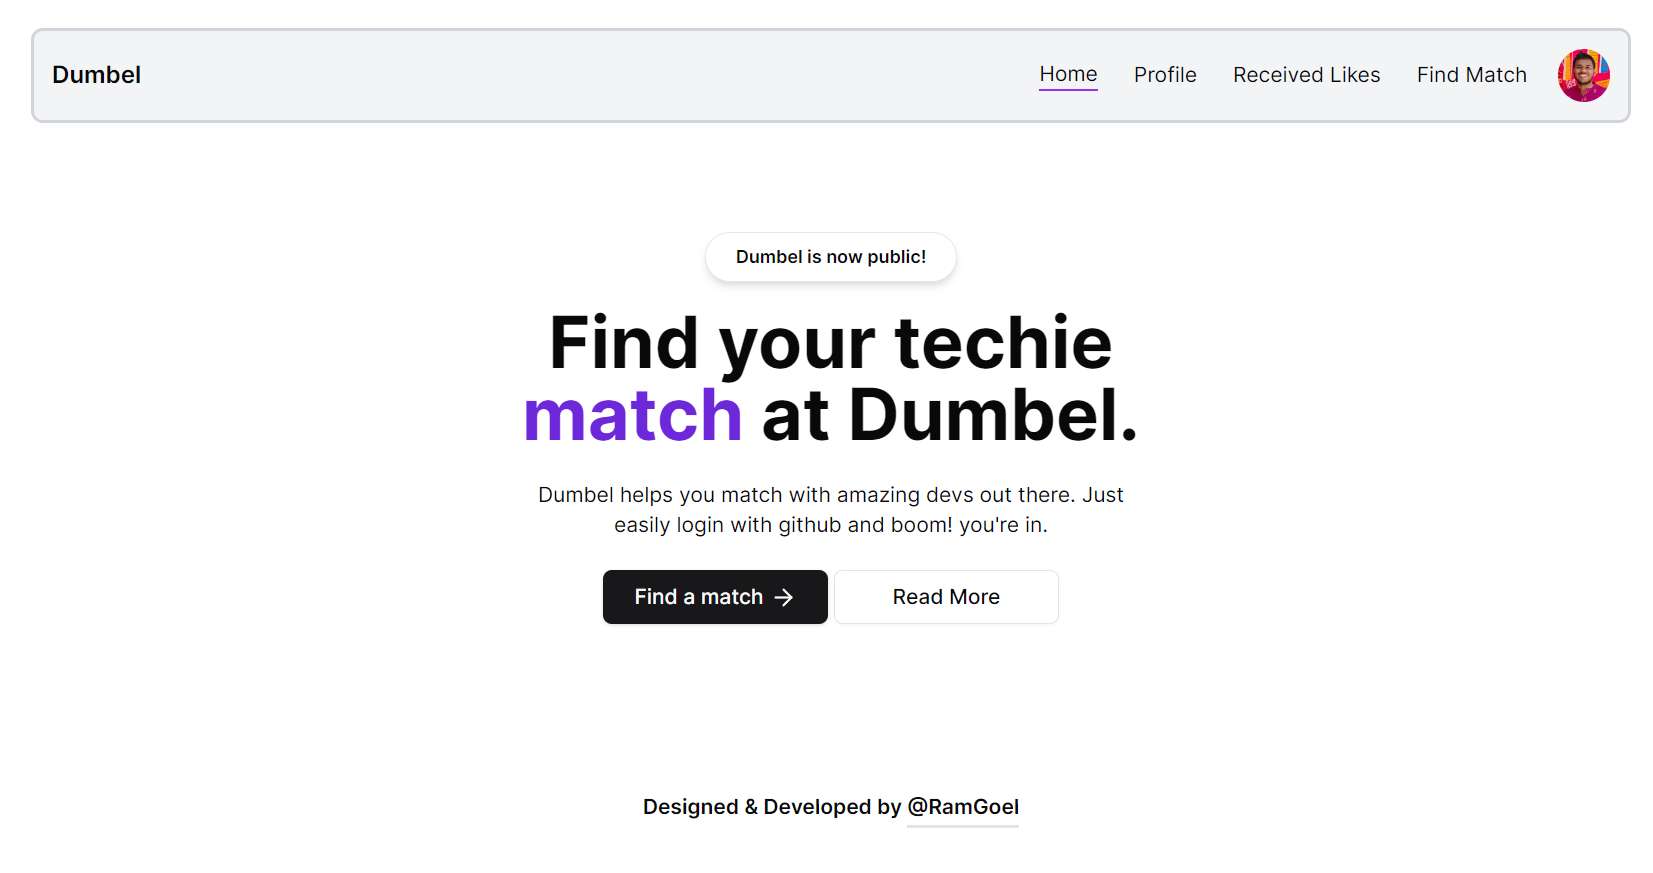 Dumbel
Home Profile Received Likes Find Match
Dumbel is now public!
Find your techie
match at Dumbel.
Dumbel helps you match with amazing devs out there. Just
easily login with github and boom! you're in.
Find a match
Read More
Designed & Developed by @RamGoel